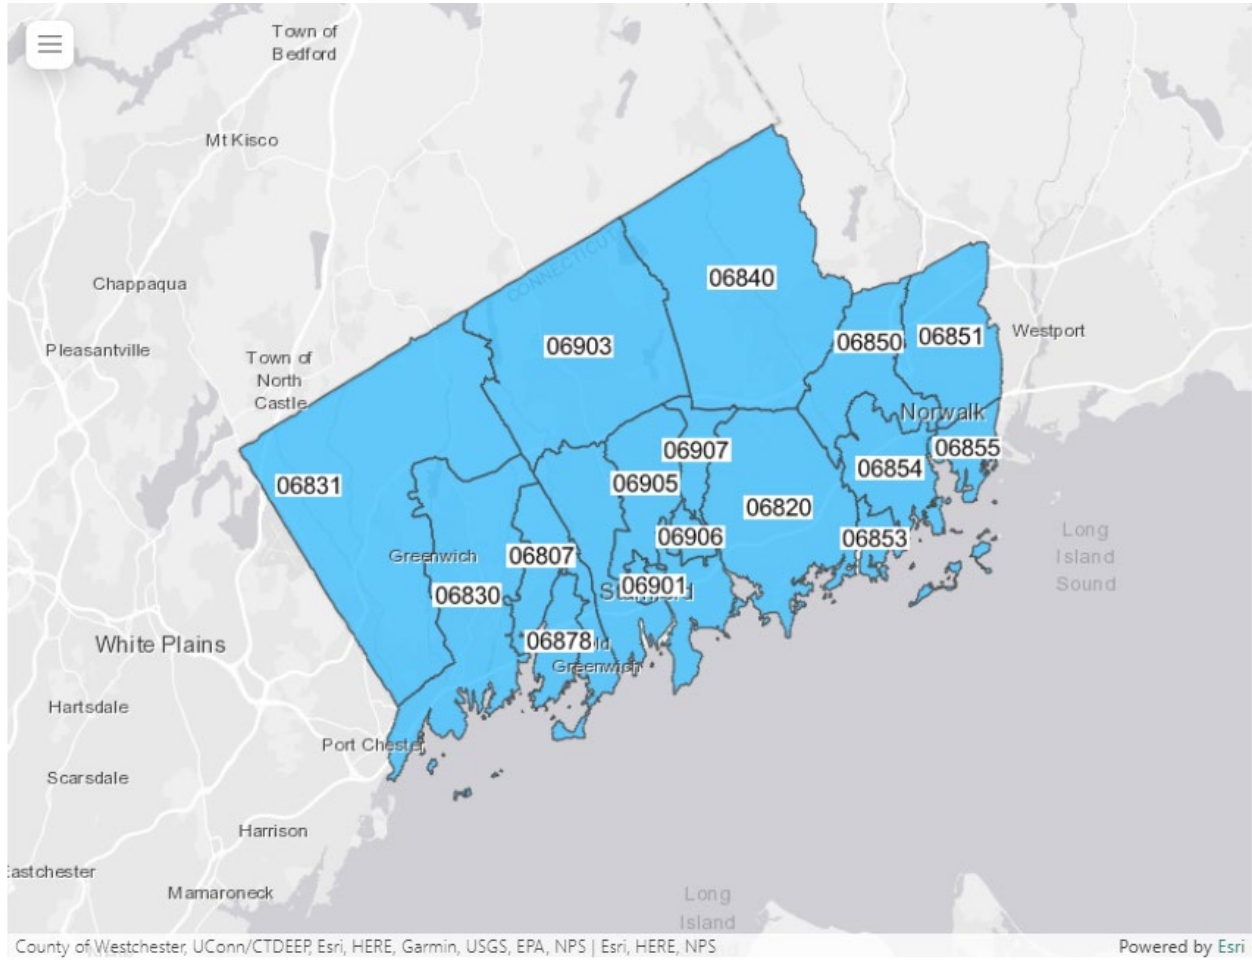 Town of
Bedford
Mt Kisco
CONNECTICUT
06840
Chappaqua
06903
06850
06851
Westport
Pleasantville
Town of
North
Castle
Norwalk
06907
06855
06831
06905
06854
06820
Long
Island
Sound
Greenwich
06807
06906
06853
06830
06901
White Plains
06878
Greenwich
Hartsdale
Port Chester
Scarsdale
Harrison
Eastchester
Mamaroneck
Long
Island
County of Westchester, UConn/CTDEEP, Esri, HERE, Garmin, USGS, EPA, NPS | Esri, HERE, NPS
Powered by Esri